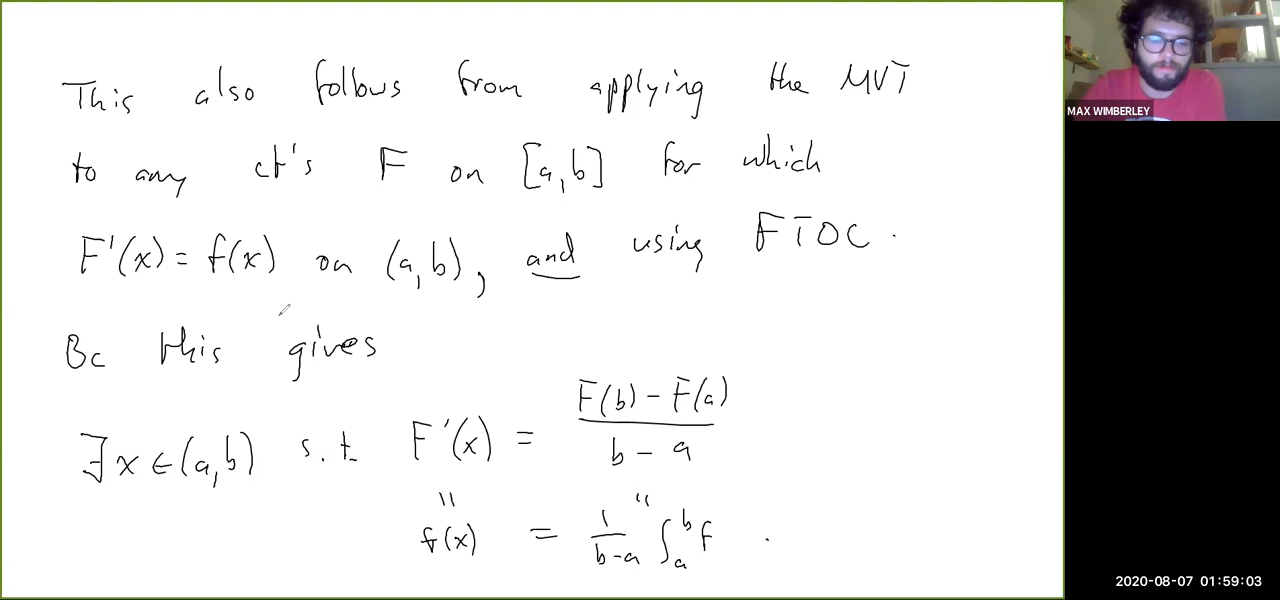 This also follows from applying the MVT
to any ct's F on [a,b] for which
F'(x) = f(x) on (a,b), and using FTOC.
Bc this gives
∃ x ∈ (a,b) s.t. F'(x) = F(b) - F(a) / b - a
" "
f(x) = 1/b-a ∫_a^b f .
MAX WIMBERLEY
2020-08-07 01:59:03